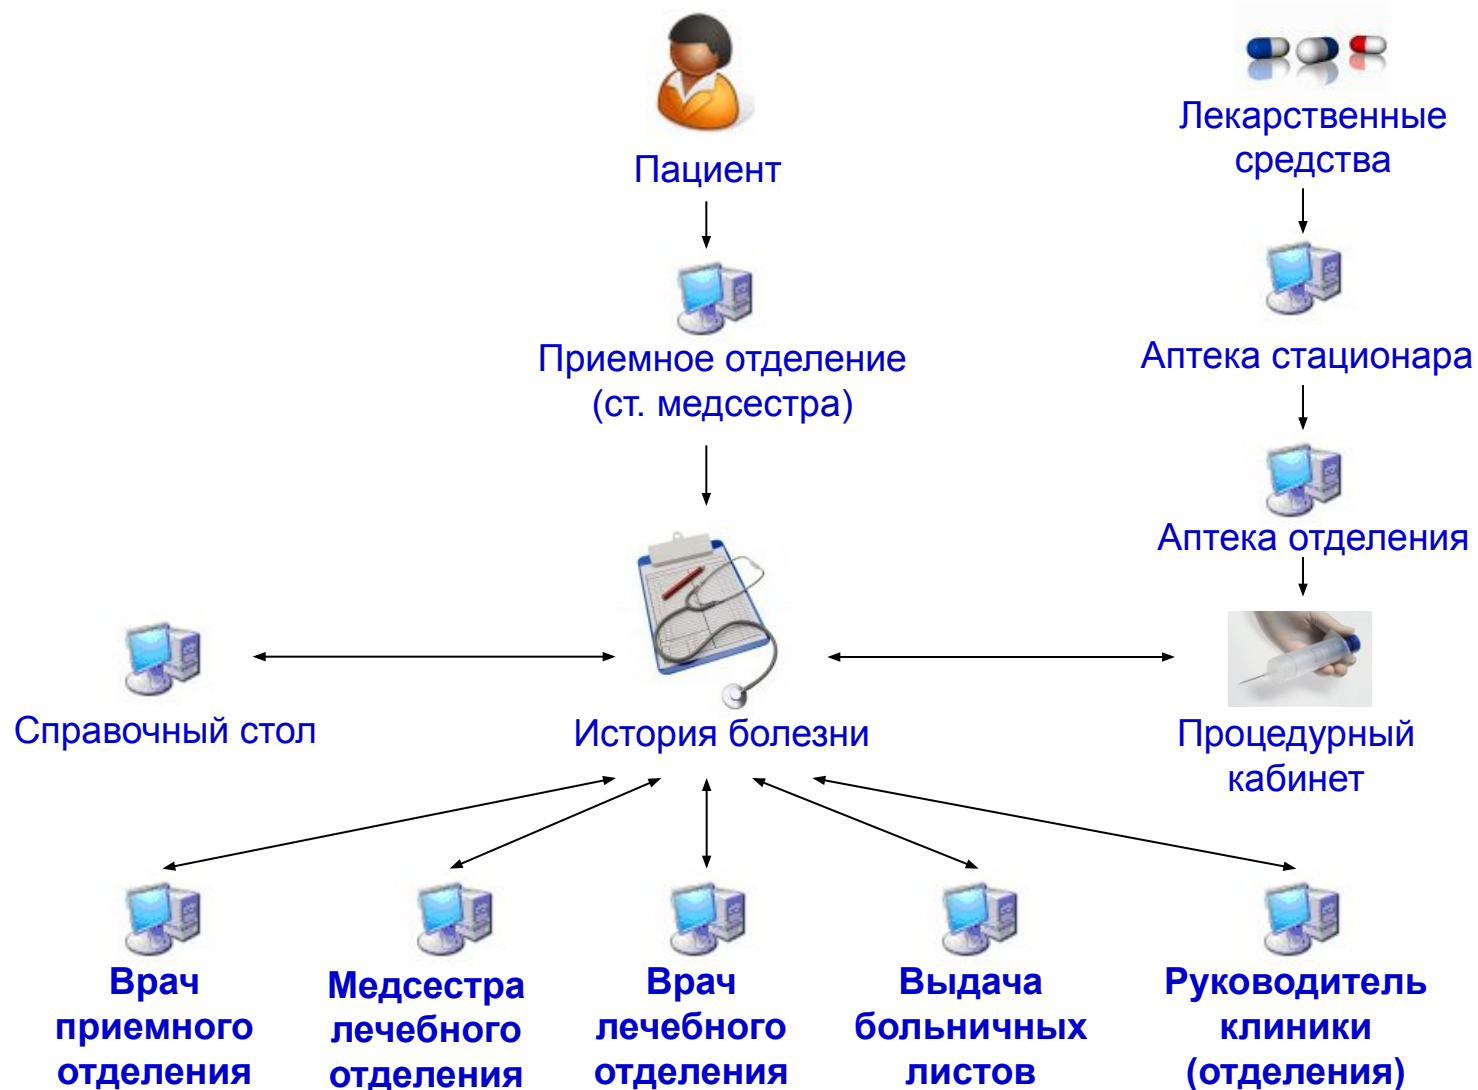 Пациент
Лекарственные
средства
Приемное отделение
(ст. медсестра)
Аптека стационара
Аптека отделения
Справочный стол
История болезни
Процедурный
кабинет
Врач
приемного
отделения
Медсестра
лечебного
отделения
Врач
лечебного
отделения
Выдача
больничных
листов
Руководитель
клиники
(отделения)